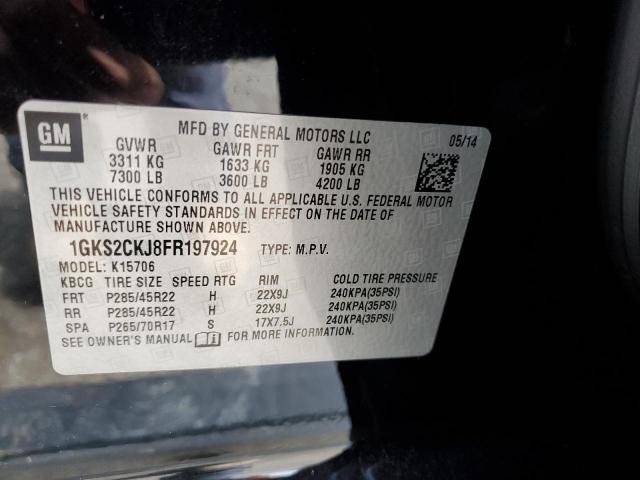 GM ®
MFD BY GENERAL MOTORS LLC 05/14
GVWR GAWR FRT GAWR RR
3311 KG 1633 KG 1905 KG
7300 LB 3600 LB 4200 LB
THIS VEHICLE CONFORMS TO ALL APPLICABLE U.S. FEDERAL MOTOR
VEHICLE SAFETY STANDARDS IN EFFECT ON THE DATE OF
MANUFACTURE SHOWN ABOVE.
1GKS2CKJ8FR197924 TYPE: M.P.V.
MODEL: K15706
KBCG TIRE SIZE SPEED RTG RIM COLD TIRE PRESSURE
FRT P285/45R22 H 22X9J 240KPA(35PSI)
RR P285/45R22 H 22X9J 240KPA(35PSI)
SPA P265/70R17 S 17X7.5J 240KPA(35PSI)
SEE OWNER'S MANUAL FOR MORE INFORMATION.